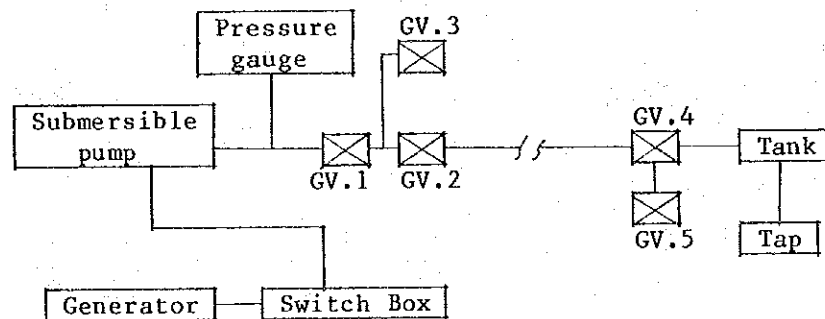 Pressure
gauge
GV.3
Submersible
pump
GV.1
GV.2
GV.4
Tank
GV.5
Tap
Generator
Switch Box